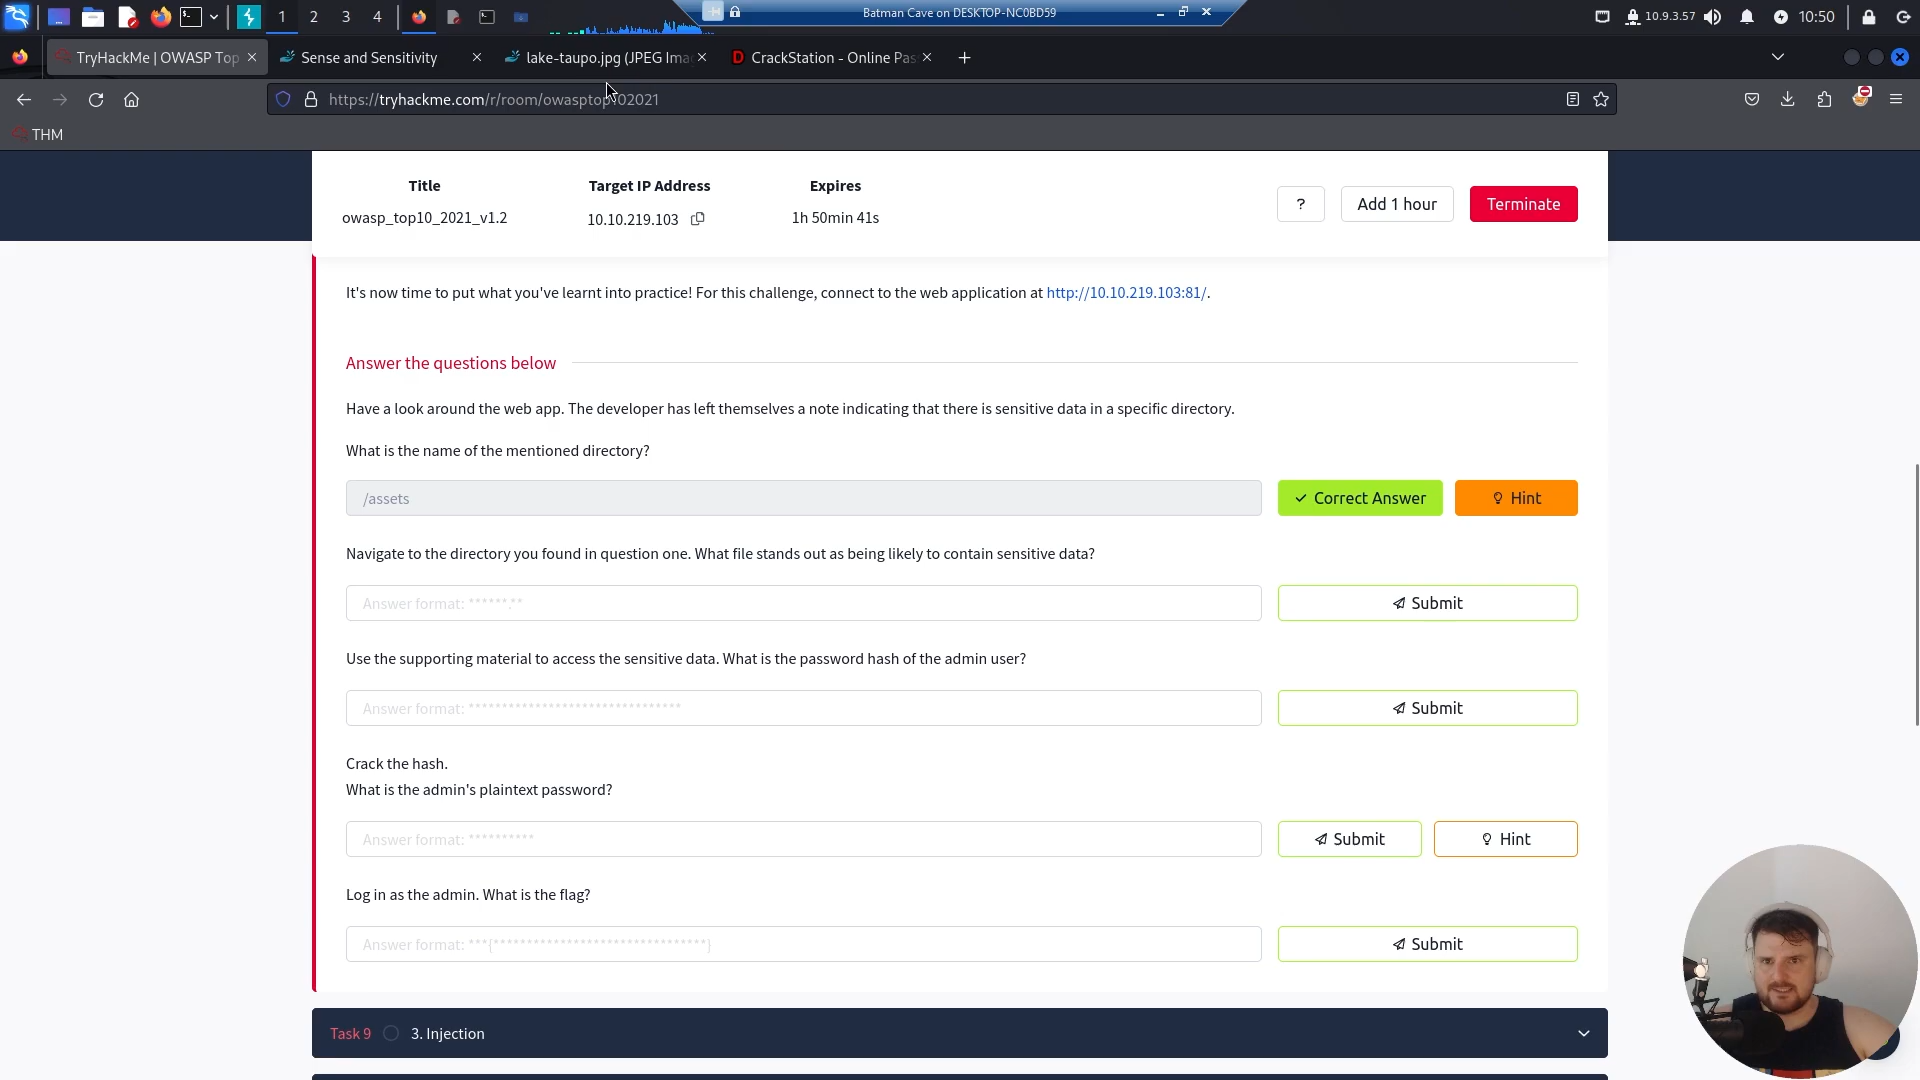 1
2
3
4
Batman Cave on DESKTOP-NC0BD59
10.9.3.57
10:50
TryHackMe | OWASP Top
Sense and Sensitivity
lake-taupo.jpg (JPEG Ima
D CrackStation - Online Pas
https://tryhackme.com/r/room/owasptop102021
THM
Title
Target IP Address
Expires
owasp_top10_2021_v1.2
10.10.219.103
1h 50min 41s
?
Add 1 hour
Terminate
It's now time to put what you've learnt into practice! For this challenge, connect to the web application at http://10.10.219.103:81/.
Answer the questions below
Have a look around the web app. The developer has left themselves a note indicating that there is sensitive data in a specific directory.
What is the name of the mentioned directory?
/assets
Correct Answer
Hint
Navigate to the directory you found in question one. What file stands out as being likely to contain sensitive data?
Answer format: ******.**
Submit
Use the supporting material to access the sensitive data. What is the password hash of the admin user?
Answer format: ********************************
Submit
Crack the hash.
What is the admin's plaintext password?
Answer format: **********
Submit
Hint
Log in as the admin. What is the flag?
Answer format: ***{********************************}
Submit
Task 9
3. Injection